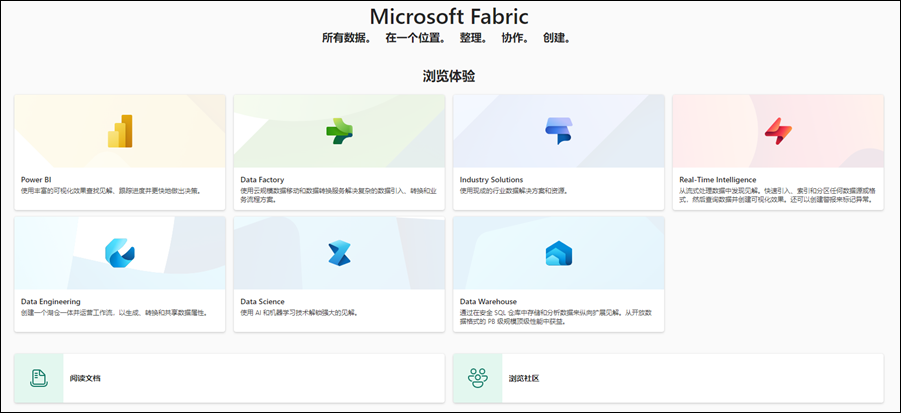 Microsoft Fabric
所有数据。 在一个位置。 整理。 协作。 创建。
浏览体验
Power BI
使用丰富的可视化效果查找见解、跟踪进度并更快地做出决策。
Data Factory
使用云规模数据移动和数据转换服务解决复杂的数据引入、转换和业
务流程方案。
Industry Solutions
使用现成的行业数据解决方案和资源。
Real-Time Intelligence
从流式处理数据中发现见解。快速引入、索引和分区任何数据源或格
式，然后查询数据并创建可视化效果。还可以创建警报来标记异常。
Data Engineering
创建一个湖仓一体并运营工作流，以生成、转换和共享数据属性。
Data Science
使用 AI 和机器学习技术解锁强大的见解。
Data Warehouse
通过在安全 SQL 仓库中存储和分析数据来纵向扩展见解。从开放数
据格式的 PB 级规模顶级性能中获益。
阅读文档
浏览社区